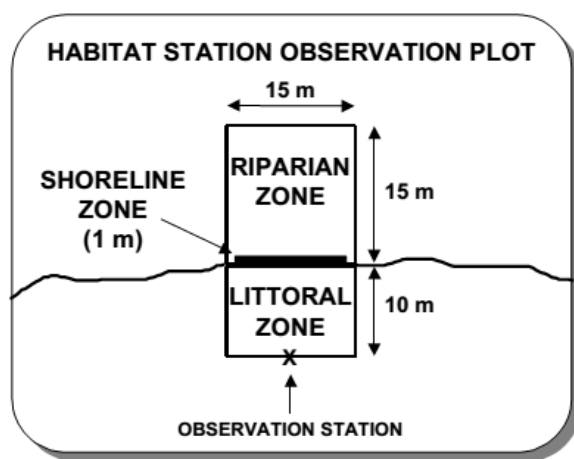 HABITAT STATION OBSERVATION PLOT
15 m
RIPARIAN
ZONE
SHORELINE
ZONE
(1 m)
15 m
LITTORAL
ZONE
10 m
X
OBSERVATION STATION